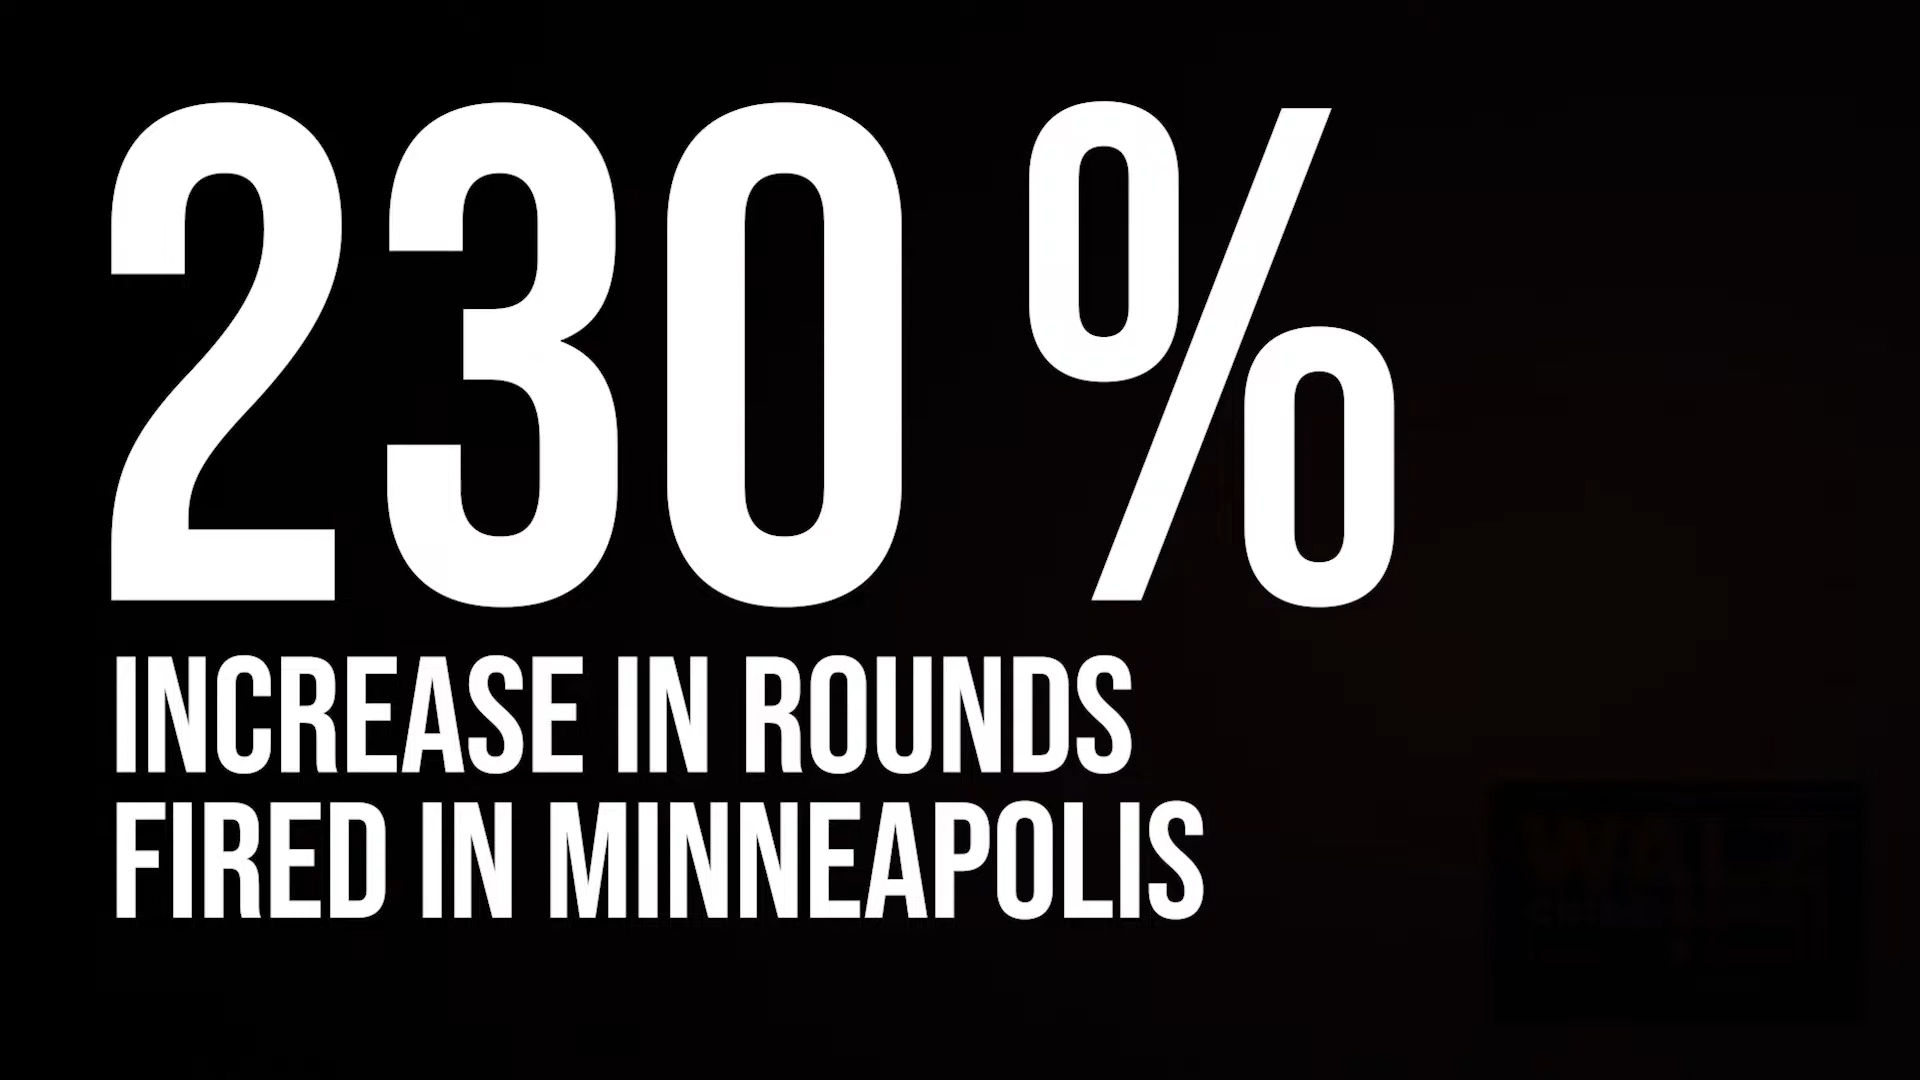 230 %
INCREASE IN ROUNDS
FIRED IN MINNEAPOLIS